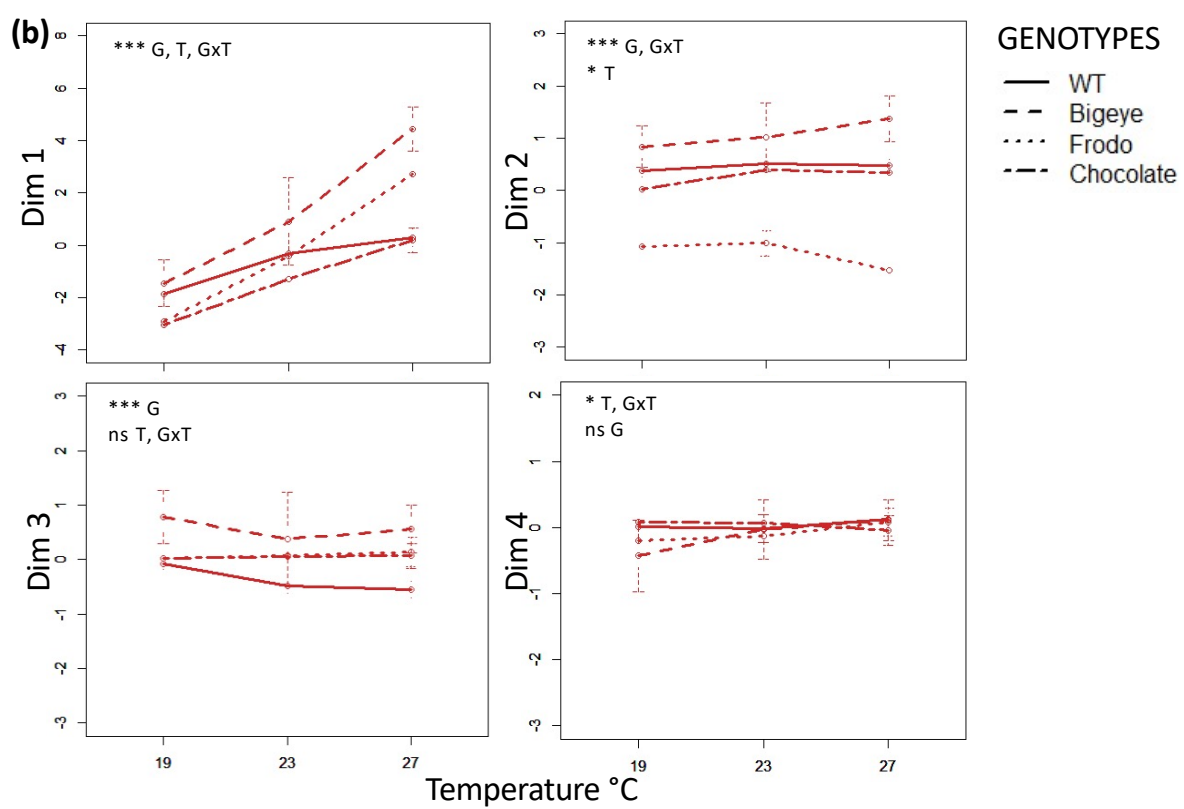 (b)
*** G, T, GxT
8
6
4
2
0
-2
-4
Dim 1
*** G, GxT
* T
3
2
1
0
-1
-2
-3
Dim 2
GENOTYPES
WT
Bigeye
Frodo
Chocolate
*** G
ns T, GxT
3
2
1
0
-1
-2
-3
Dim 3
19
23
27
* T, GxT
ns G
2
1
0
-1
-2
-3
Dim 4
19
23
27
Temperature °C